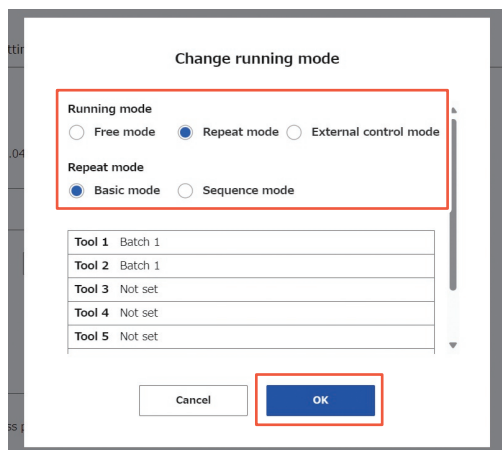 Change running mode
Running mode
Free mode Repeat mode External control mode
Repeat mode
Basic mode Sequence mode
Tool 1 Batch 1
Tool 2 Batch 1
Tool 3 Not set
Tool 4 Not set
Tool 5 Not set
Cancel OK